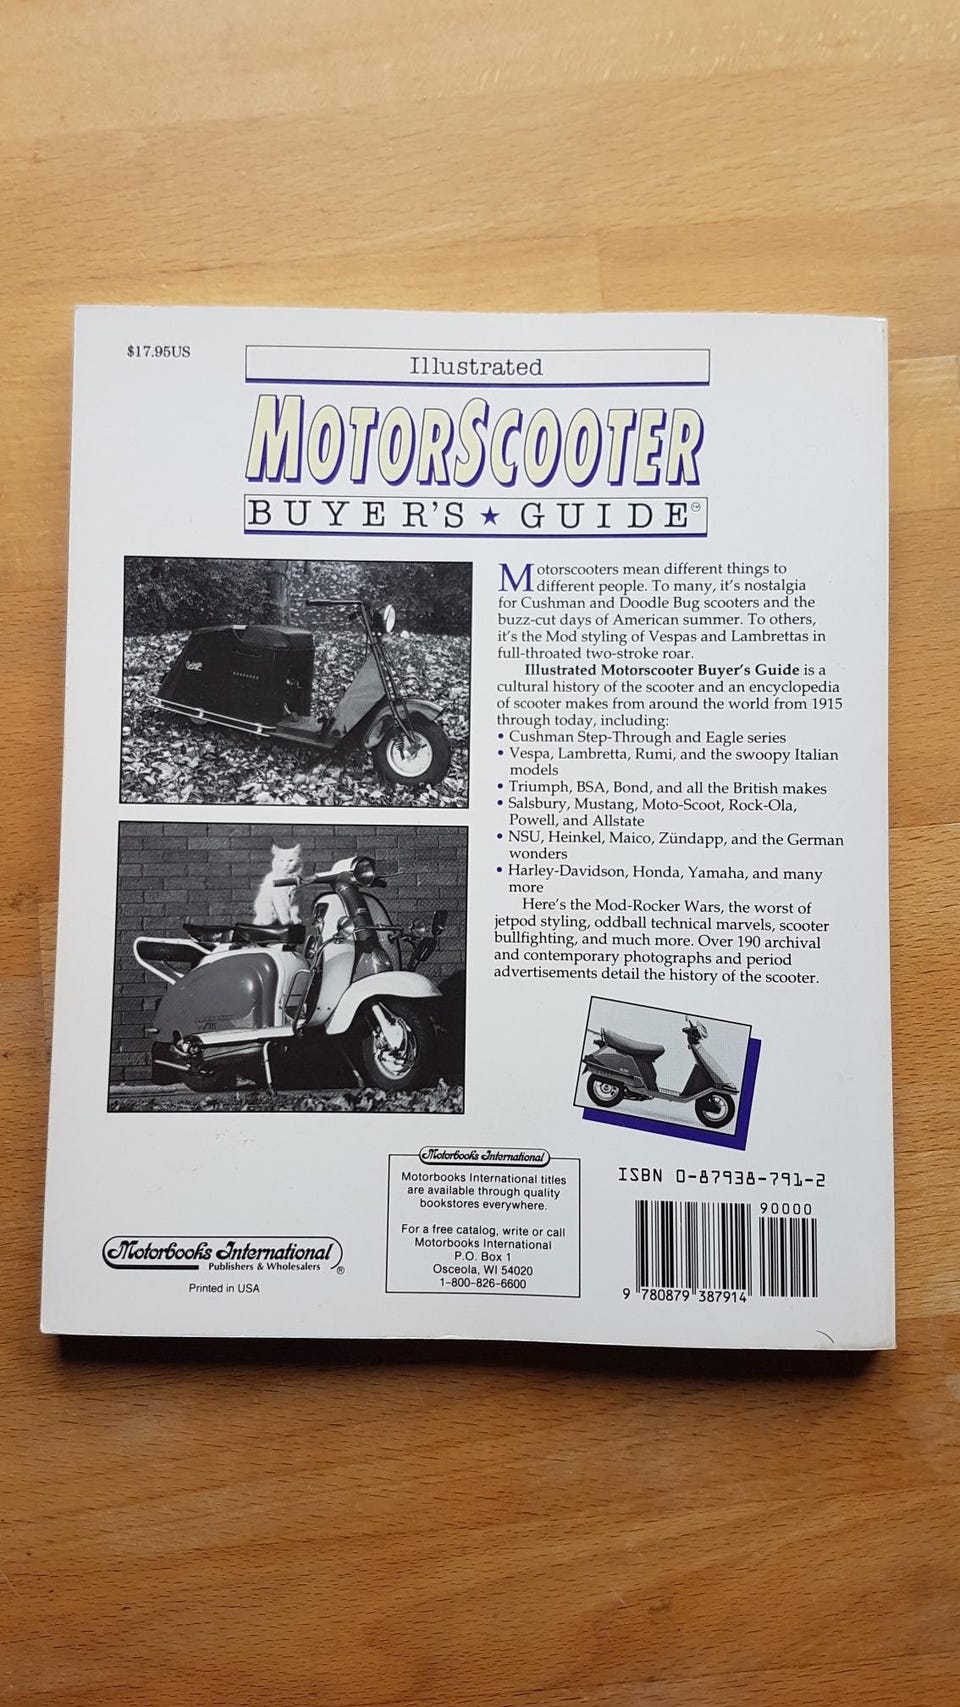 $17.95US
Illustrated
MOTORSCOOTER
BUYER'S ★ GUIDE™
Motorscooters mean different things to
different people. To many, it's nostalgia
for Cushman and Doodle Bug scooters and the
buzz-cut days of American summer. To others,
it's the Mod styling of Vespas and Lambrettas in
full-throated two-stroke roar.
Illustrated Motorscooter Buyer's Guide is a
cultural history of the scooter and an encyclopedia
of scooter makes from around the world from 1915
through today, including:
• Cushman Step-Through and Eagle series
• Vespa, Lambretta, Rumi, and the swoopy Italian
models
• Triumph, BSA, Bond, and all the British makes
• Salsbury, Mustang, Moto-Scoot, Rock-Ola,
Powell, and Allstate
• NSU, Heinkel, Maico, Zündapp, and the German
wonders
• Harley-Davidson, Honda, Yamaha, and many
more
Here's the Mod-Rocker Wars, the worst of
jetpod styling, oddball technical marvels, scooter
bullfighting, and much more. Over 190 archival
and contemporary photographs and period
advertisements detail the history of the scooter.
Motorbooks International
Publishers & Wholesalers ®
Printed in USA
Motorbooks International
Motorbooks International titles
are available through quality
bookstores everywhere.
For a free catalog, write or call
Motorbooks International
P.O. Box 1
Osceola, WI 54020
1-800-826-6600
ISBN 0-87938-791-2
90000
9 780879 387914